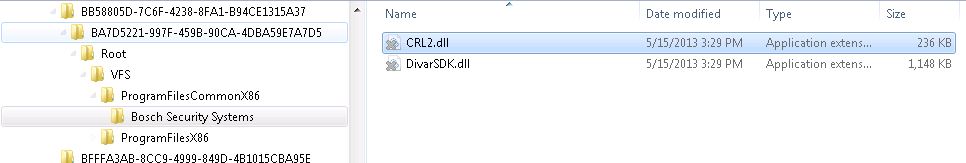 BB58805D-7C6F-4238-8FA1-B94CE1315A37
BA7D5221-997F-459B-90CA-4DBA59E7A7D5
Root
VFS
ProgramFilesCommonX86
Bosch Security Systems
ProgramFilesX86
BFFFA3AB-8CC9-4999-849D-4B1015CBA95E
Name Date modified Type Size
CRL2.dll 5/15/2013 3:29 PM Application extens... 236 KB
DivarSDK.dll 5/15/2013 3:29 PM Application extens... 1,148 KB